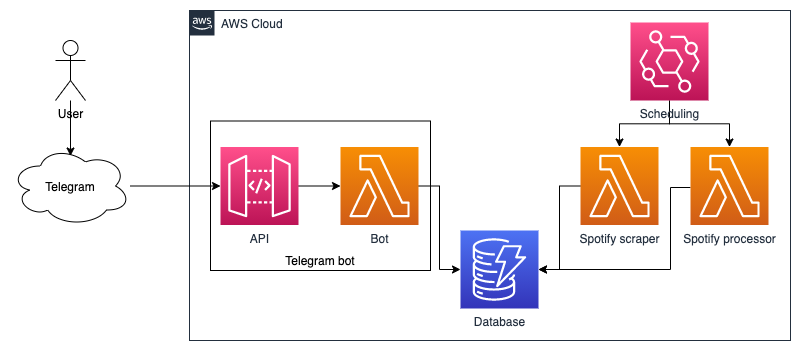 aws
AWS Cloud
User
Scheduling
Telegram
API
Bot
Spotify scraper
Spotify processor
Telegram bot
Database